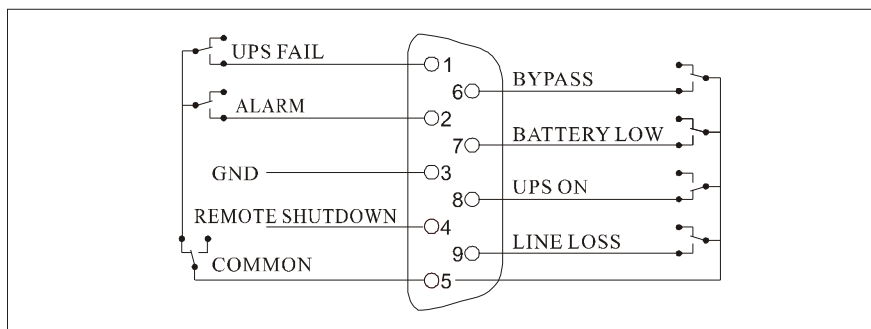 UPS FAIL
1
ALARM
2
GND
3
REMOTE SHUTDOWN
4
COMMON
5
BYPASS
6
BATTERY LOW
7
UPS ON
8
LINE LOSS
9